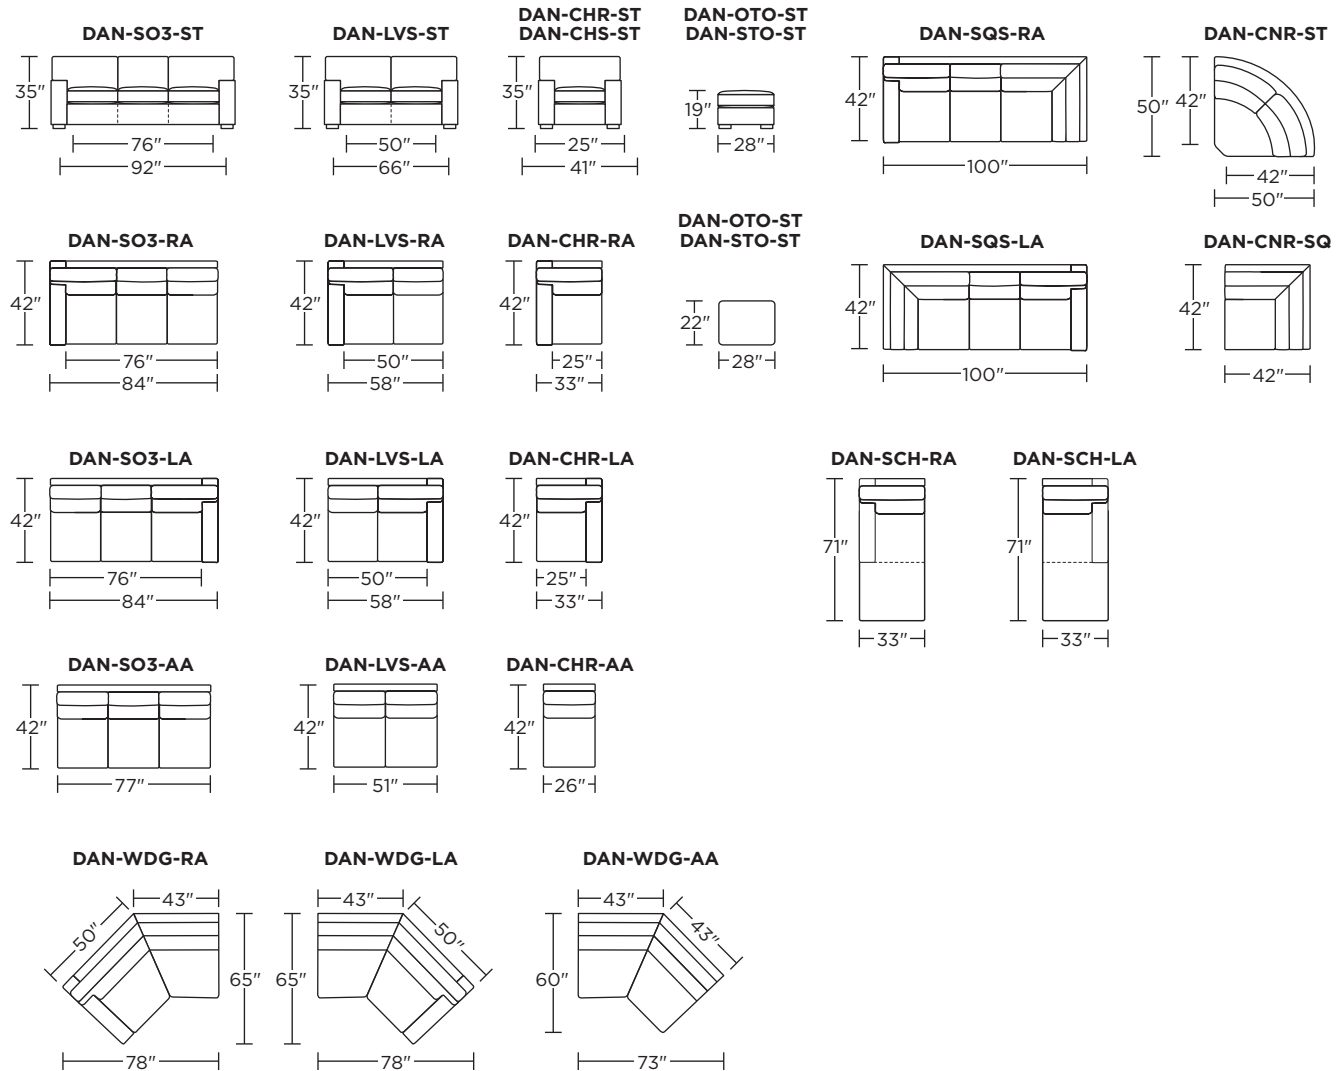 DAN-SO3-ST
35"
76"
92"
DAN-LVS-ST
35"
50"
66"
DAN-CHR-ST
DAN-CHS-ST
35"
25"
41"
DAN-OTO-ST
DAN-STO-ST
19"
28"
DAN-SQS-RA
42"
100"
DAN-CNR-ST
50"
42"
42"
50"
DAN-SO3-RA
42"
76"
84"
DAN-LVS-RA
42"
50"
58"
DAN-CHR-RA
42"
25"
33"
DAN-OTO-ST
DAN-STO-ST
22"
28"
DAN-SQS-LA
42"
100"
DAN-CNR-SQ
42"
42"
DAN-SO3-LA
42"
76"
84"
DAN-LVS-LA
42"
50"
58"
DAN-CHR-LA
42"
25"
33"
DAN-SCH-RA
71"
33"
DAN-SCH-LA
71"
33"
DAN-SO3-AA
42"
77"
DAN-LVS-AA
42"
51"
DAN-CHR-AA
42"
26"
DAN-WDG-RA
43"
50"
65"
78"
DAN-WDG-LA
43"
50"
65"
78"
DAN-WDG-AA
43"
43"
60"
73"